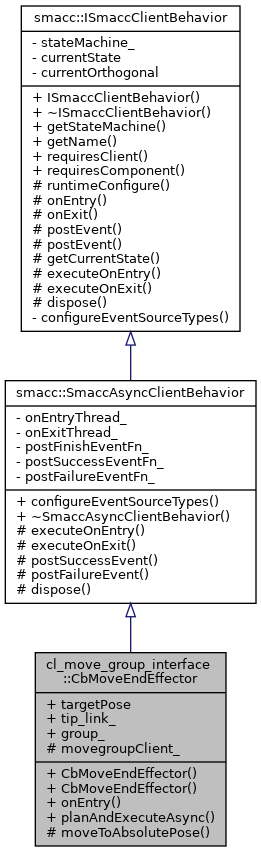 smacc::ISmaccClientBehavior
- stateMachine_
- currentState
- currentOrthogonal
+ ISmaccClientBehavior()
+ ~ISmaccClientBehavior()
+ getStateMachine()
+ getName()
+ requiresClient()
+ requiresComponent()
# runtimeConfigure()
# onEntry()
# onExit()
# postEvent()
# postEvent()
# getCurrentState()
# executeOnEntry()
# executeOnExit()
# dispose()
- configureEventSourceTypes()
smacc::SmaccAsyncClientBehavior
- onEntryThread_
- onExitThread_
- postFinishEventFn_
- postSuccessEventFn_
- postFailureEventFn_
+ configureEventSourceTypes()
+ ~SmaccAsyncClientBehavior()
# executeOnEntry()
# executeOnExit()
# postSuccessEvent()
# postFailureEvent()
# dispose()
cl_move_group_interface
::CbMoveEndEffector
+ targetPose
+ tip_link_
+ group_
# movegroupClient_
+ CbMoveEndEffector()
+ CbMoveEndEffector()
+ onEntry()
+ planAndExecuteAsync()
# moveToAbsolutePose()